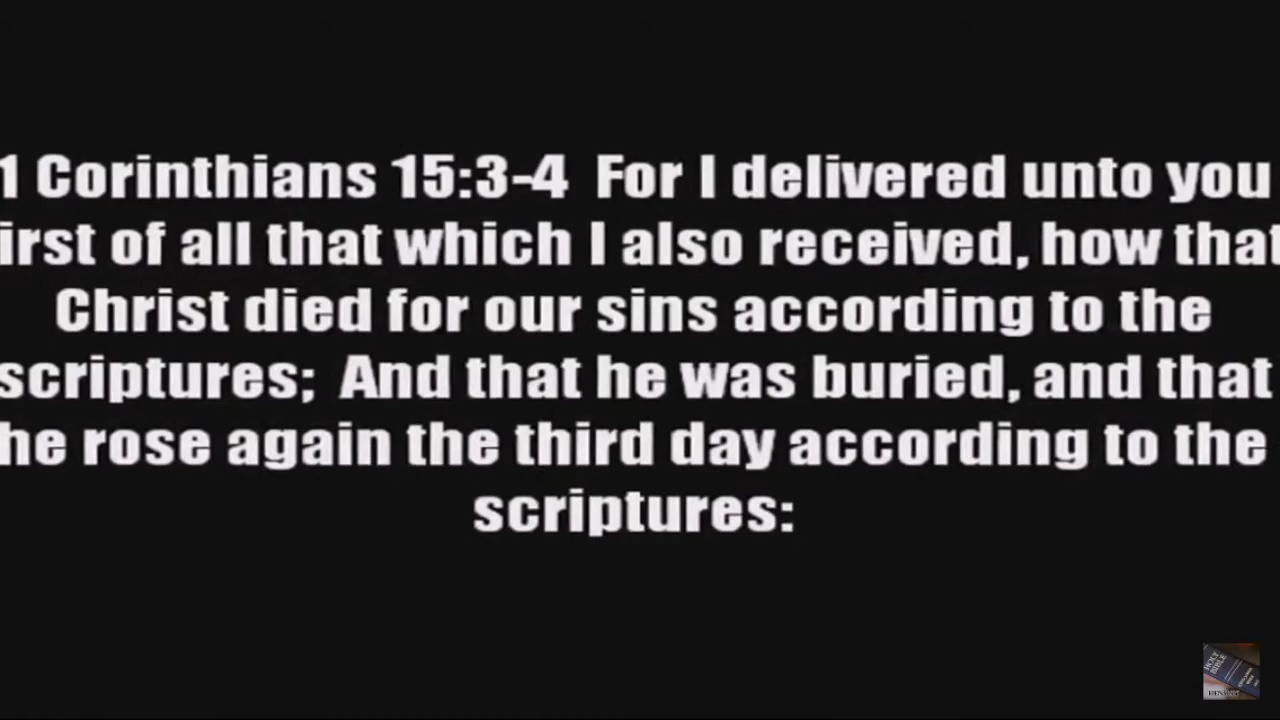 1 Corinthians 15:3-4 For I delivered unto you
irst of all that which I also received, how that
Christ died for our sins according to the
scriptures; And that he was buried, and that
he rose again the third day according to the
scriptures:
HOLY
BIBLE